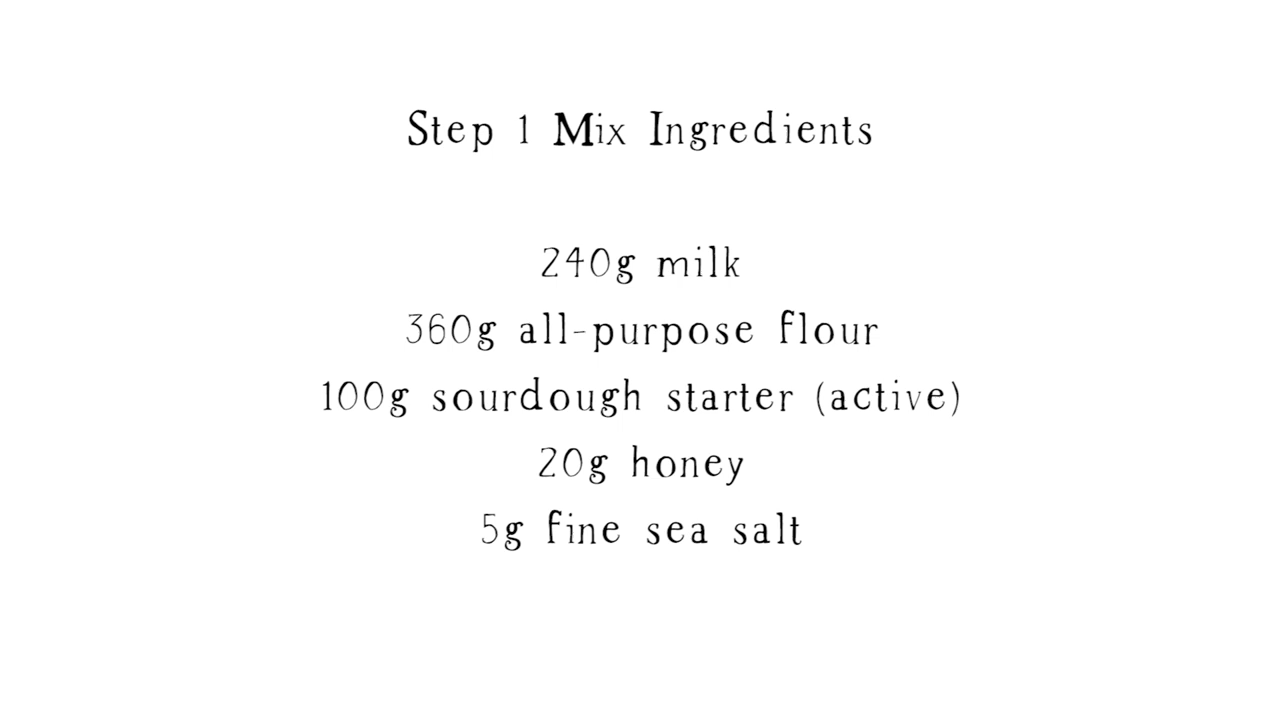 Step 1 Mix Ingredients
240g milk
360g all-purpose flour
100g sourdough starter (active)
20g honey
5g fine sea salt